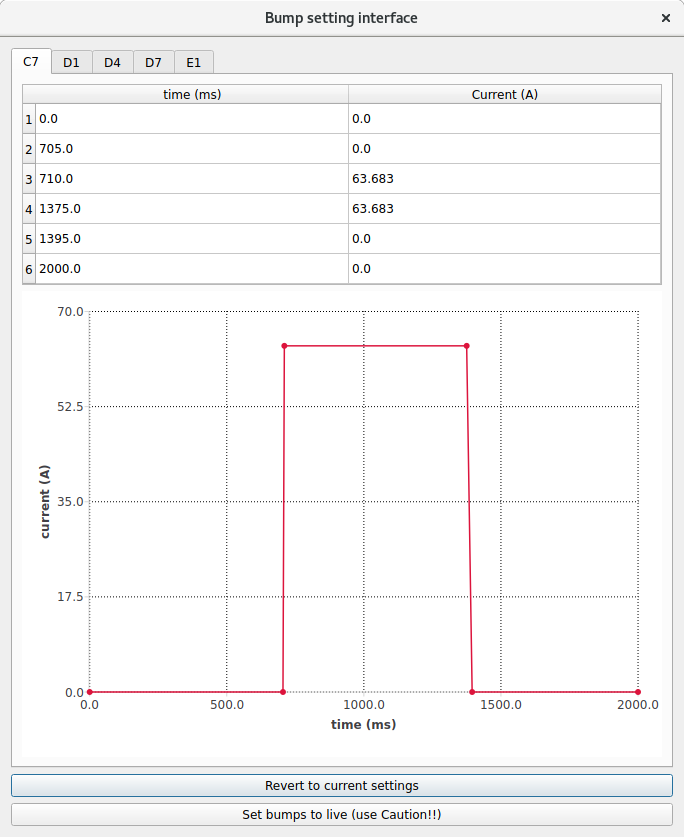 Bump setting interface ×
C7 D1 D4 D7 E1
time (ms) Current (A)
1 0.0 0.0
2 705.0 0.0
3 710.0 63.683
4 1375.0 63.683
5 1395.0 0.0
6 2000.0 0.0
70.0
52.5
35.0
17.5
0.0
current (A)
0.0 500.0 1000.0 1500.0 2000.0
time (ms)
Revert to current settings
Set bumps to live (use Caution!!)